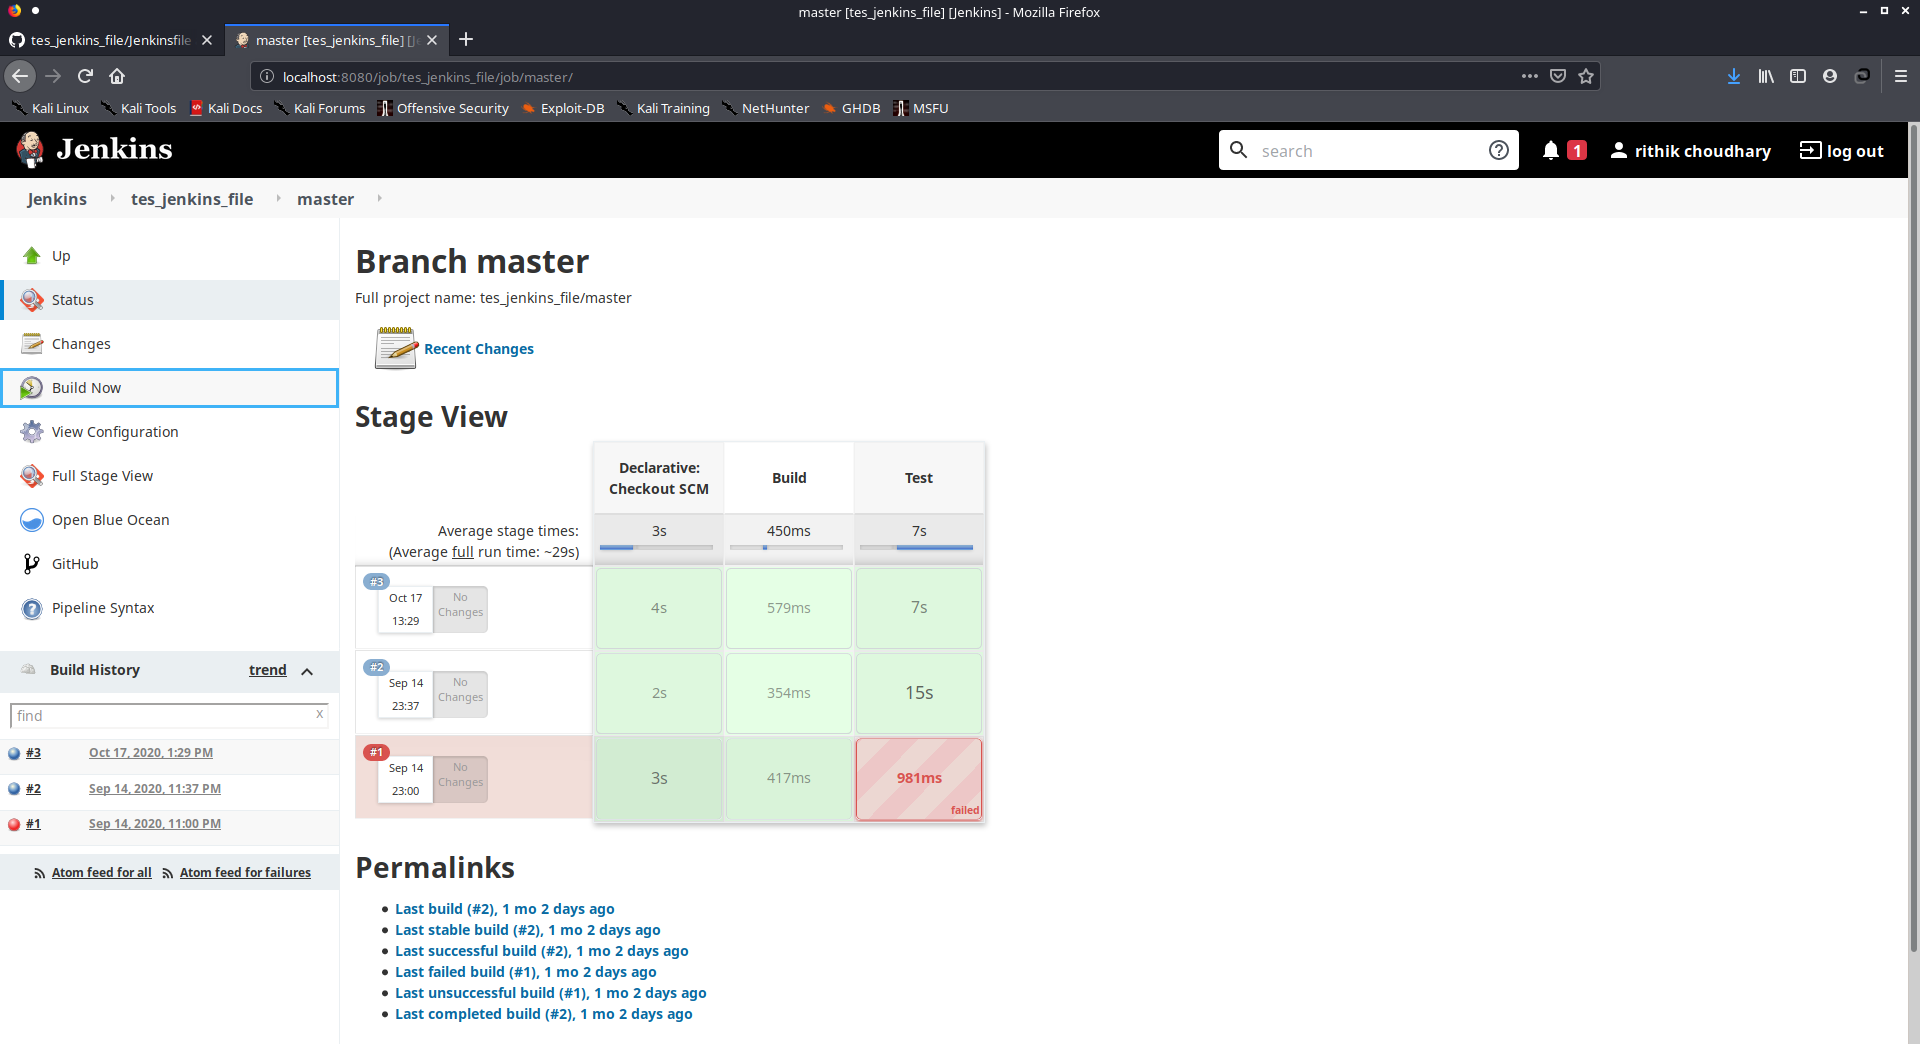 master [tes_jenkins_file] [Jenkins] - Mozilla Firefox
tes_jenkins_file/Jenkinsfile
master [tes_jenkins_file] [J
localhost:8080/job/tes_jenkins_file/job/master/
Kali Linux Kali Tools Kali Docs Kali Forums Offensive Security Exploit-DB Kali Training NetHunter GHDB MSFU
Jenkins
search
1
rithik choudhary
log out
Jenkins tes_jenkins_file master
Up
Status
Changes
Build Now
View Configuration
Full Stage View
Open Blue Ocean
GitHub
Pipeline Syntax
Build History trend
find x
#3 Oct 17, 2020, 1:29 PM
#2 Sep 14, 2020, 11:37 PM
#1 Sep 14, 2020, 11:00 PM
Atom feed for all Atom feed for failures
Branch master
Full project name: tes_jenkins_file/master
Recent Changes
Stage View
Declarative:
Checkout SCM
Build
Test
Average stage times: 3s 450ms 7s
(Average full run time: ~29s)
#3
Oct 17
13:29
No
Changes
4s 579ms 7s
#2
Sep 14
23:37
No
Changes
2s 354ms 15s
#1
Sep 14
23:00
No
Changes
3s 417ms 981ms
failed
Permalinks
Last build (#2), 1 mo 2 days ago
Last stable build (#2), 1 mo 2 days ago
Last successful build (#2), 1 mo 2 days ago
Last failed build (#1), 1 mo 2 days ago
Last unsuccessful build (#1), 1 mo 2 days ago
Last completed build (#2), 1 mo 2 days ago